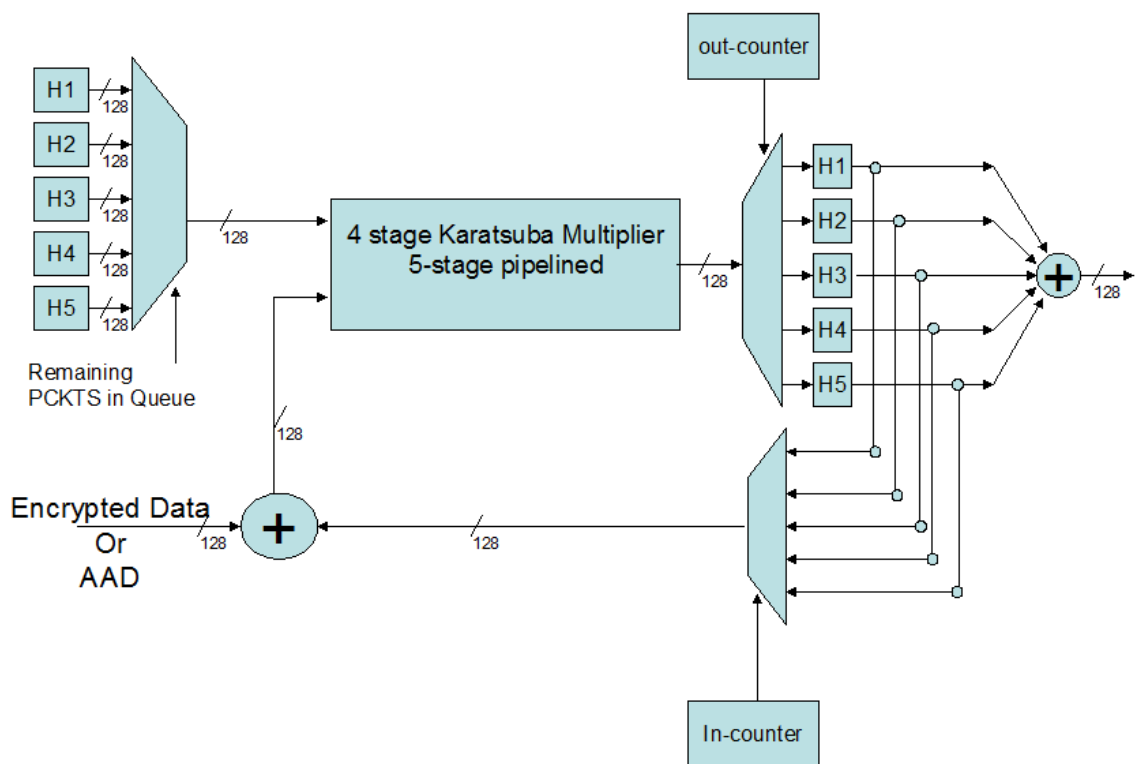 out-counter
H1
128
H2
128
H3
128
H4
128
H5
128
128
Remaining
PCKTS in Queue
4 stage Karatsuba Multiplier
5-stage pipelined
128
H1
H2
H3
H4
H5
+
128
128
Encrypted Data
128
Or
AAD
+
128
In-counter